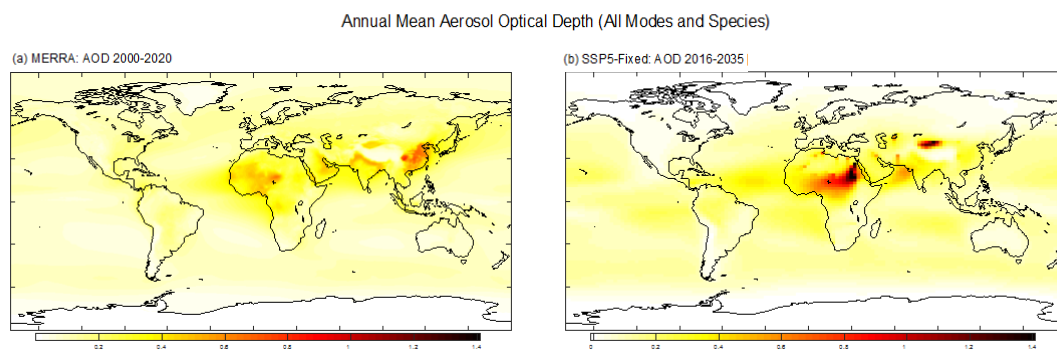 Annual Mean Aerosol Optical Depth (All Modes and Species)
(a) MERRA: AOD 2000-2020
(b) SSP5-Fixed: AOD 2016-2035
0.2 0.4 0.6 0.8 1 1.2 1.4
0 0.2 0.4 0.6 0.8 1 1.2 1.4